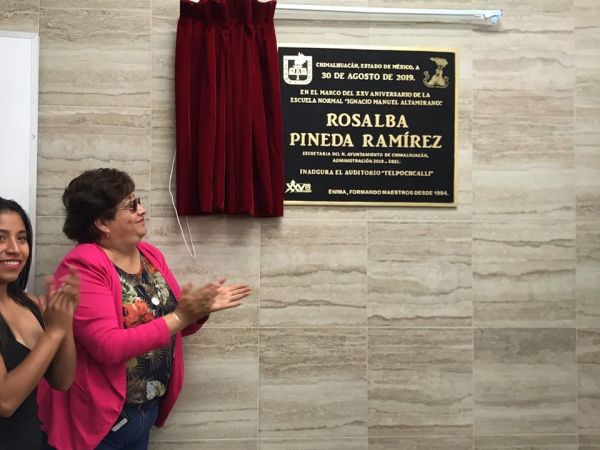 CHIMALHUACÁN, ESTADO DE MÉXICO, A
30 DE AGOSTO DE 2019.
EN EL MARCO DEL XXV ANIVERSARIO DE LA
ESCUELA NORMAL "IGNACIO MANUEL ALTAMIRANO".
ROSALBA
PINEDA RAMÍREZ
SECRETARIA DEL H. AYUNTAMIENTO DE CHIMALHUACÁN,
ADMINISTRACIÓN 2019 - 2021.
INAUGURA EL AUDITORIO "TELPOCHCALLI"
XXV
ENIMA, FORMANDO MAESTROS DESDE 1994.